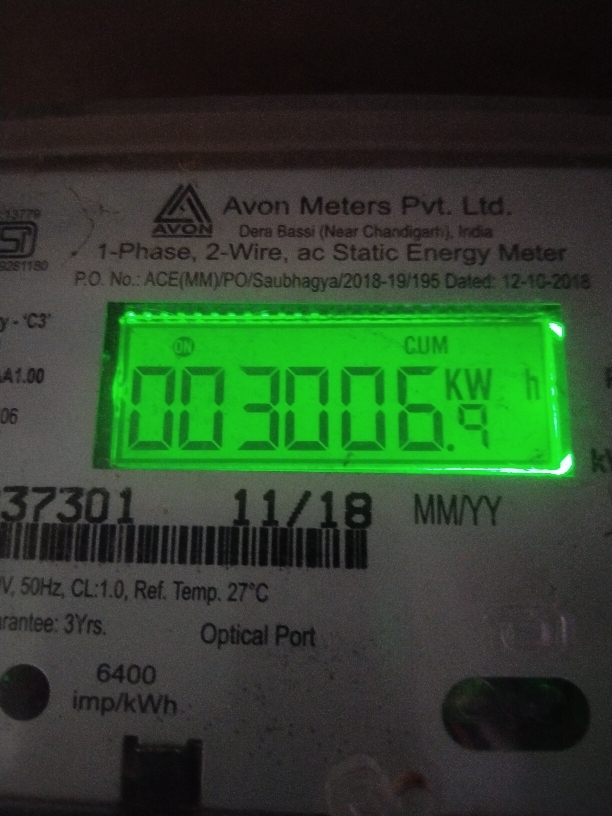 AVON
Avon Meters Pvt. Ltd.
Dera Bassi (Near Chandigarh), India
1-Phase, 2-Wire, ac Static Energy Meter
P.O. No.: ACE(MM)/PO/Saubhagya/2018-19/195 Dated: 12-10-2018
ON CUM
003006.9 KW h
37301 11/18 MM/YY
50Hz, CL:1.0, Ref. Temp. 27°C
3Yrs.
Optical Port
6400
imp/kWh